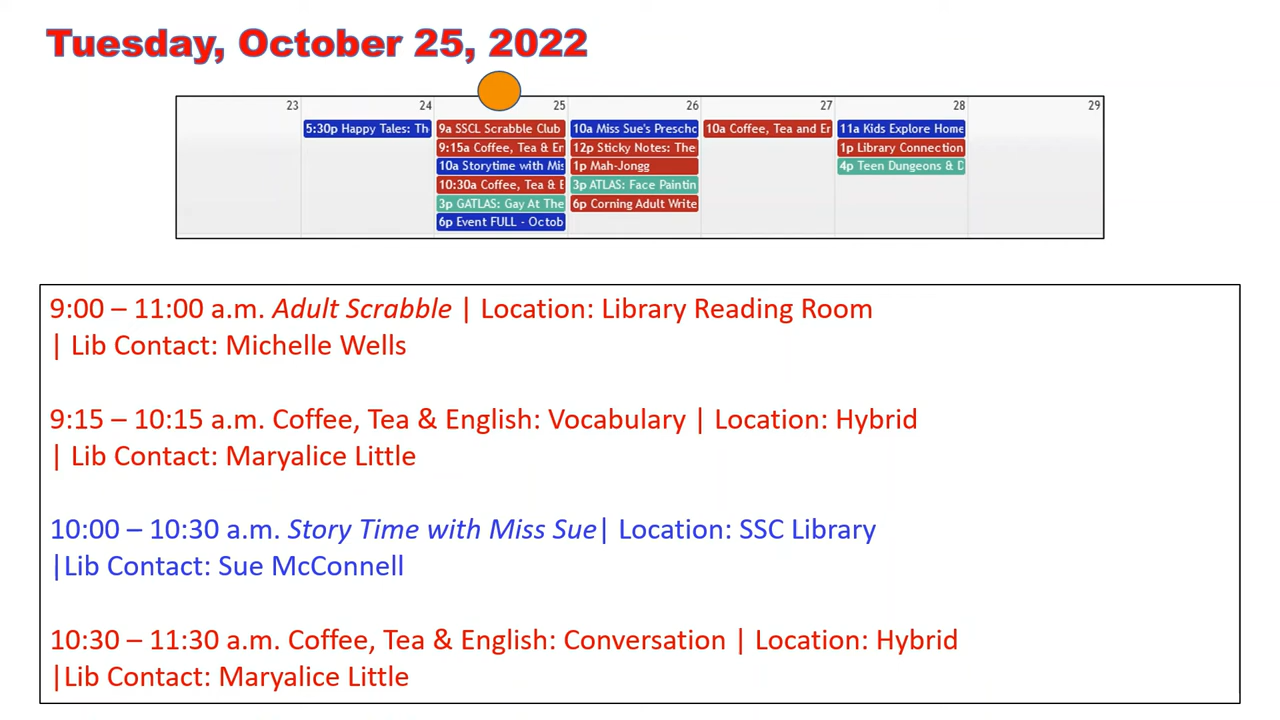 Tuesday, October 25, 2022
23 24 25 26 27 28 29
5:30p Happy Tales: Th
9a SSCL Scrabble Club
9:15a Coffee, Tea & Er
10a Storytime with Mis
10:30a Coffee, Tea & E
3p GATLAS: Gay At The
6p Event FULL - Octob
10a Miss Sue's Prescho
12p Sticky Notes: The
1p Mah-Jongg
3p ATLAS: Face Paintin
6p Corning Adult Write
10a Coffee, Tea and Er
11a Kids Explore Home
1p Library Connection
4p Teen Dungeons & D
9:00 – 11:00 a.m. Adult Scrabble | Location: Library Reading Room
| Lib Contact: Michelle Wells
9:15 – 10:15 a.m. Coffee, Tea & English: Vocabulary | Location: Hybrid
| Lib Contact: Maryalice Little
10:00 – 10:30 a.m. Story Time with Miss Sue| Location: SSC Library
|Lib Contact: Sue McConnell
10:30 – 11:30 a.m. Coffee, Tea & English: Conversation | Location: Hybrid
|Lib Contact: Maryalice Little